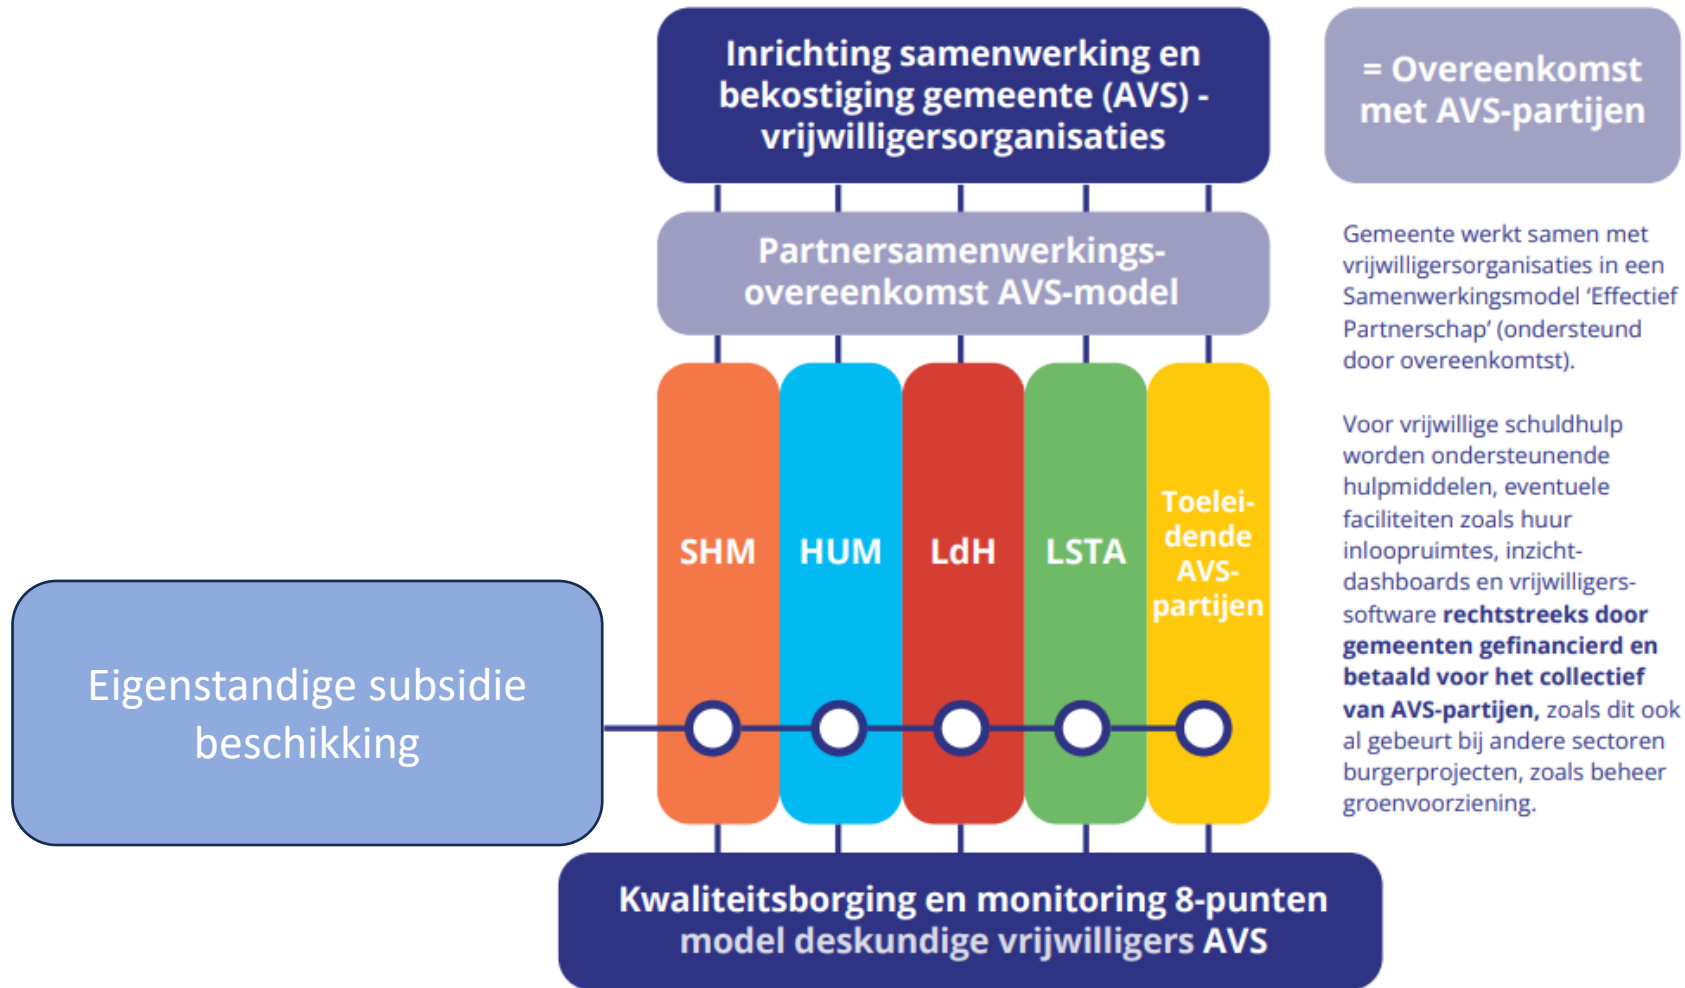 Inrichting samenwerking en
bekostiging gemeente (AVS) -
vrijwilligersorganisaties
= Overeenkomst
met AVS-partijen
Partnersamenwerkings-
overeenkomst AVS-model
SHM
HUM
LdH
LSTA
Toelei-
dende
AVS-
partijen
Eigenstandige subsidie
beschikking
Kwaliteitsborging en monitoring 8-punten
model deskundige vrijwilligers AVS
Gemeente werkt samen met
vrijwilligersorganisaties in een
Samenwerkingsmodel ‘Effectief
Partnerschap’ (ondersteund
door overeenkomtst).
Voor vrijwillige schuldhulp
worden ondersteunende
hulpmiddelen, eventuele
faciliteiten zoals huur
inloopruimtes, inzicht-
dashboards en vrijwilligers-
software rechtstreeks door
gemeenten gefinancierd en
betaald voor het collectief
van AVS-partijen, zoals dit ook
al gebeurt bij andere sectoren
burgerprojecten, zoals beheer
groenvoorziening.